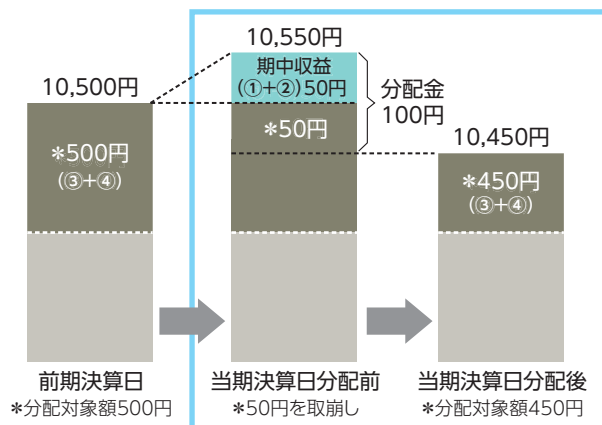 10,500円
*500円
(③+④)
前期決算日
*分配対象額500円
10,550円
期中収益
(①+②)50円
*50円
分配金
100円
当期決算日分配前
*50円を取崩し
10,450円
*450円
(③+④)
当期決算日分配後
*分配対象額450円